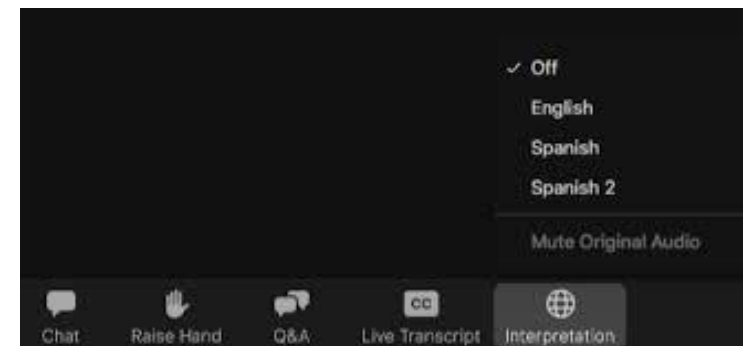 Off
English
Spanish
Spanish 2
Mute Original Audio
CC
Chat Raise Hand Q&A Live Transcript Interpretation